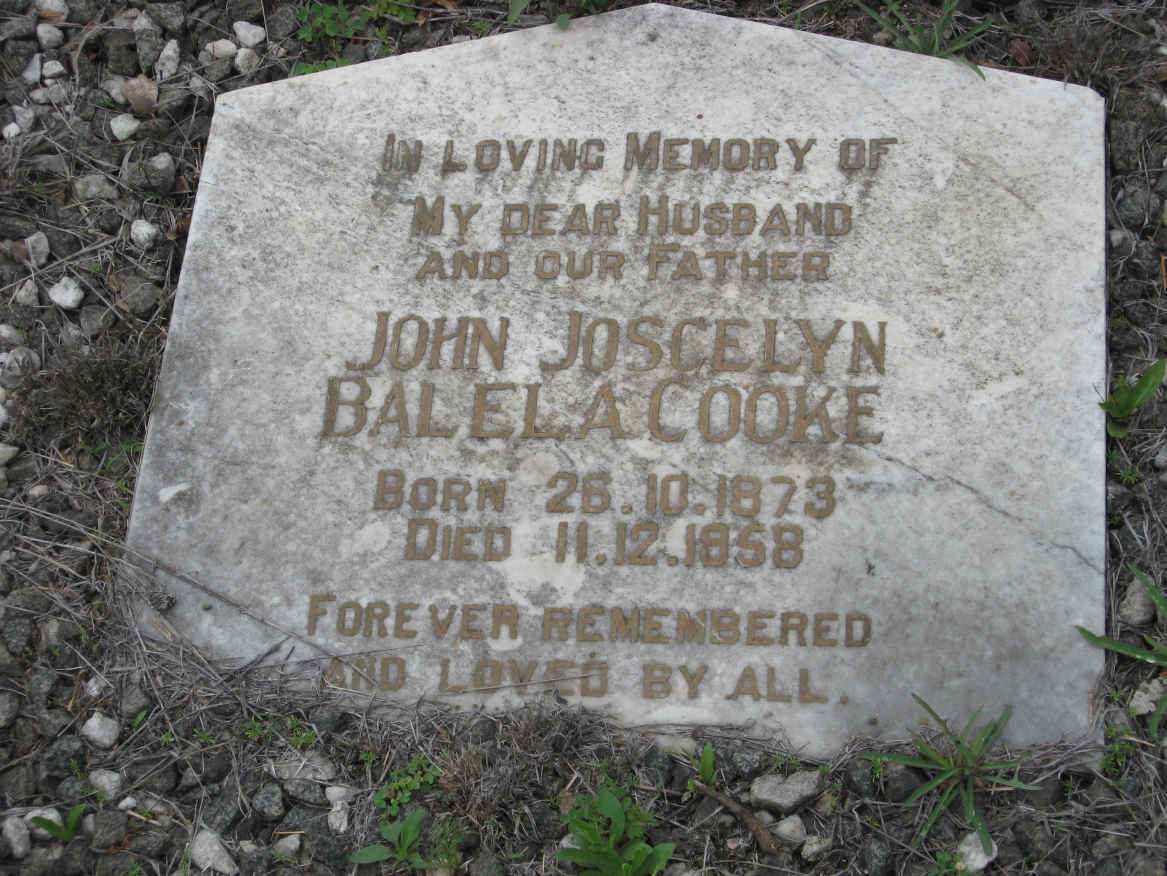 In loving Memory of
My dear Husband
and our Father
John Joscelyn
Balela Cooke
Born 26.10.1873
Died 11.12.1958
Forever remembered
and loved by all.